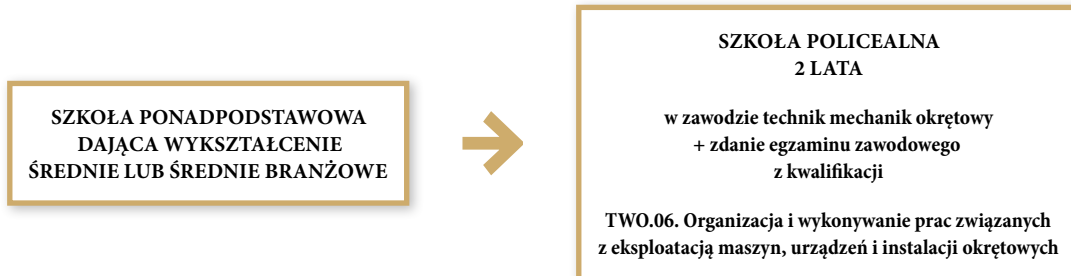 SZKOŁA PONADPODSTAWOWA
DAJĄCA WYKSZTAŁCENIE
ŚREDNIE LUB ŚREDNIE BRANŻOWE
SZKOŁA POLICEALNA
2 LATA
w zawodzie technik mechanik okrętowy
+ zdanie egzaminu zawodowego
z kwalifikacji
TWO.06. Organizacja i wykonywanie prac związanych
z eksploatacją maszyn, urządzeń i instalacji okrętowych